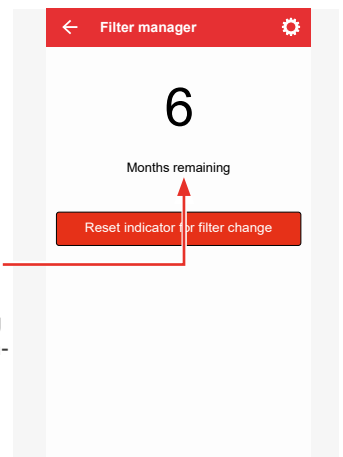 Filter manager
6
Months remaining
Reset indicator for filter change
-